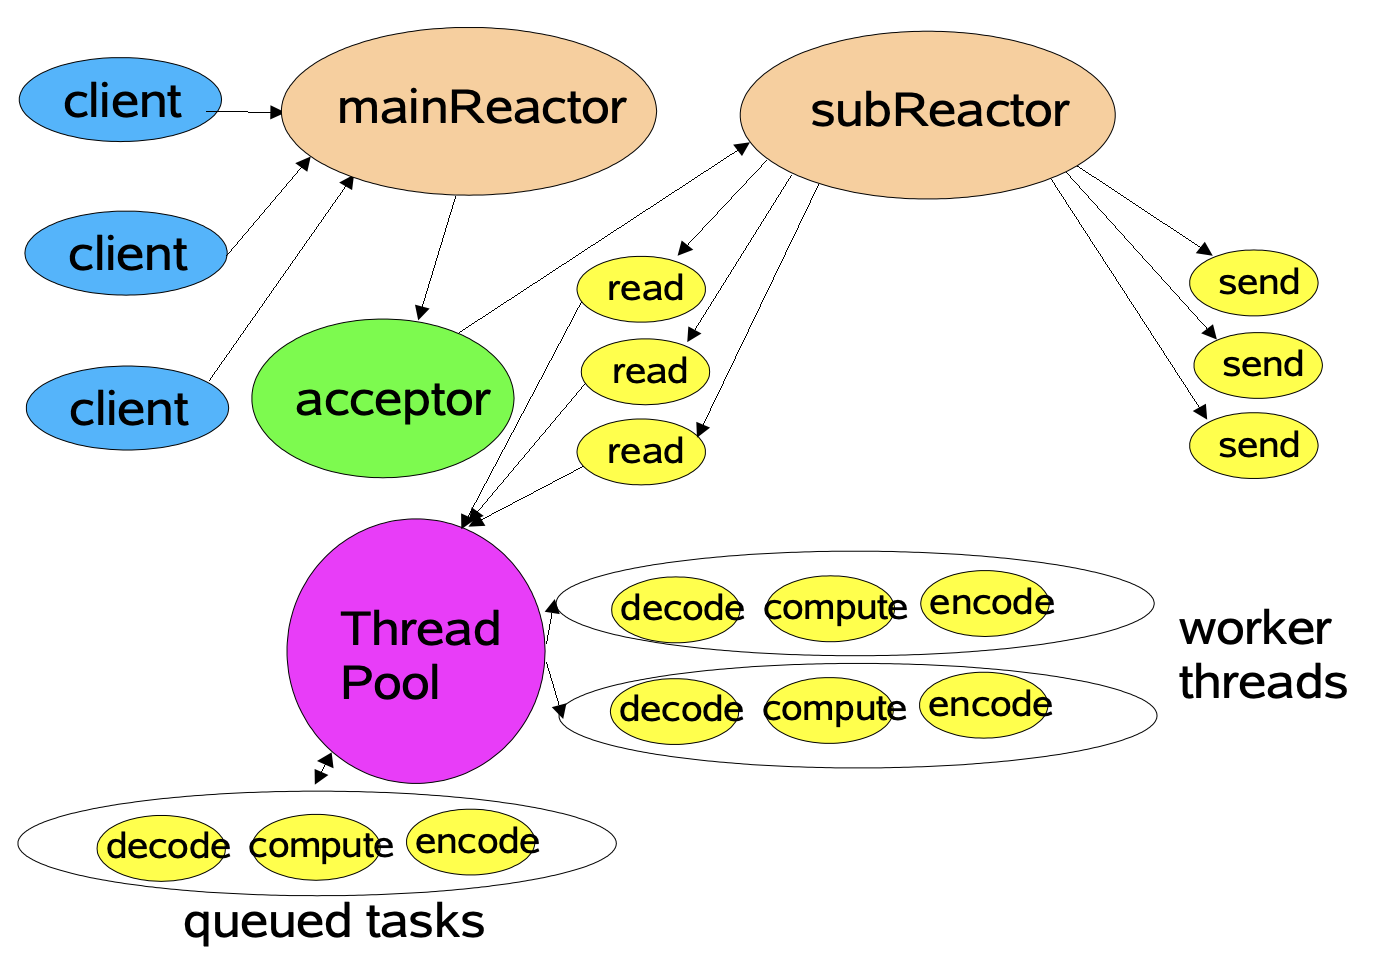 client
mainReactor
subReactor
client
client
acceptor
read
read
read
send
send
send
Thread
Pool
decode compute encode
decode compute encode
worker
threads
decode compute encode
queued tasks